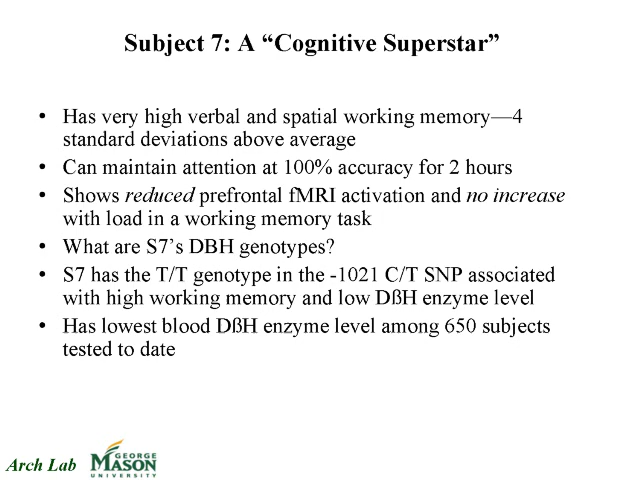 Subject 7: A “Cognitive Superstar”
• Has very high verbal and spatial working memory—4
standard deviations above average
• Can maintain attention at 100% accuracy for 2 hours
• Shows reduced prefrontal fMRI activation and no increase
with load in a working memory task
• What are S7’s DBH genotypes?
• S7 has the T/T genotype in the -1021 C/T SNP associated
with high working memory and low DßH enzyme level
• Has lowest blood DßH enzyme level among 650 subjects
tested to date
Arch Lab
GEORGE
MASON
UNIVERSITY